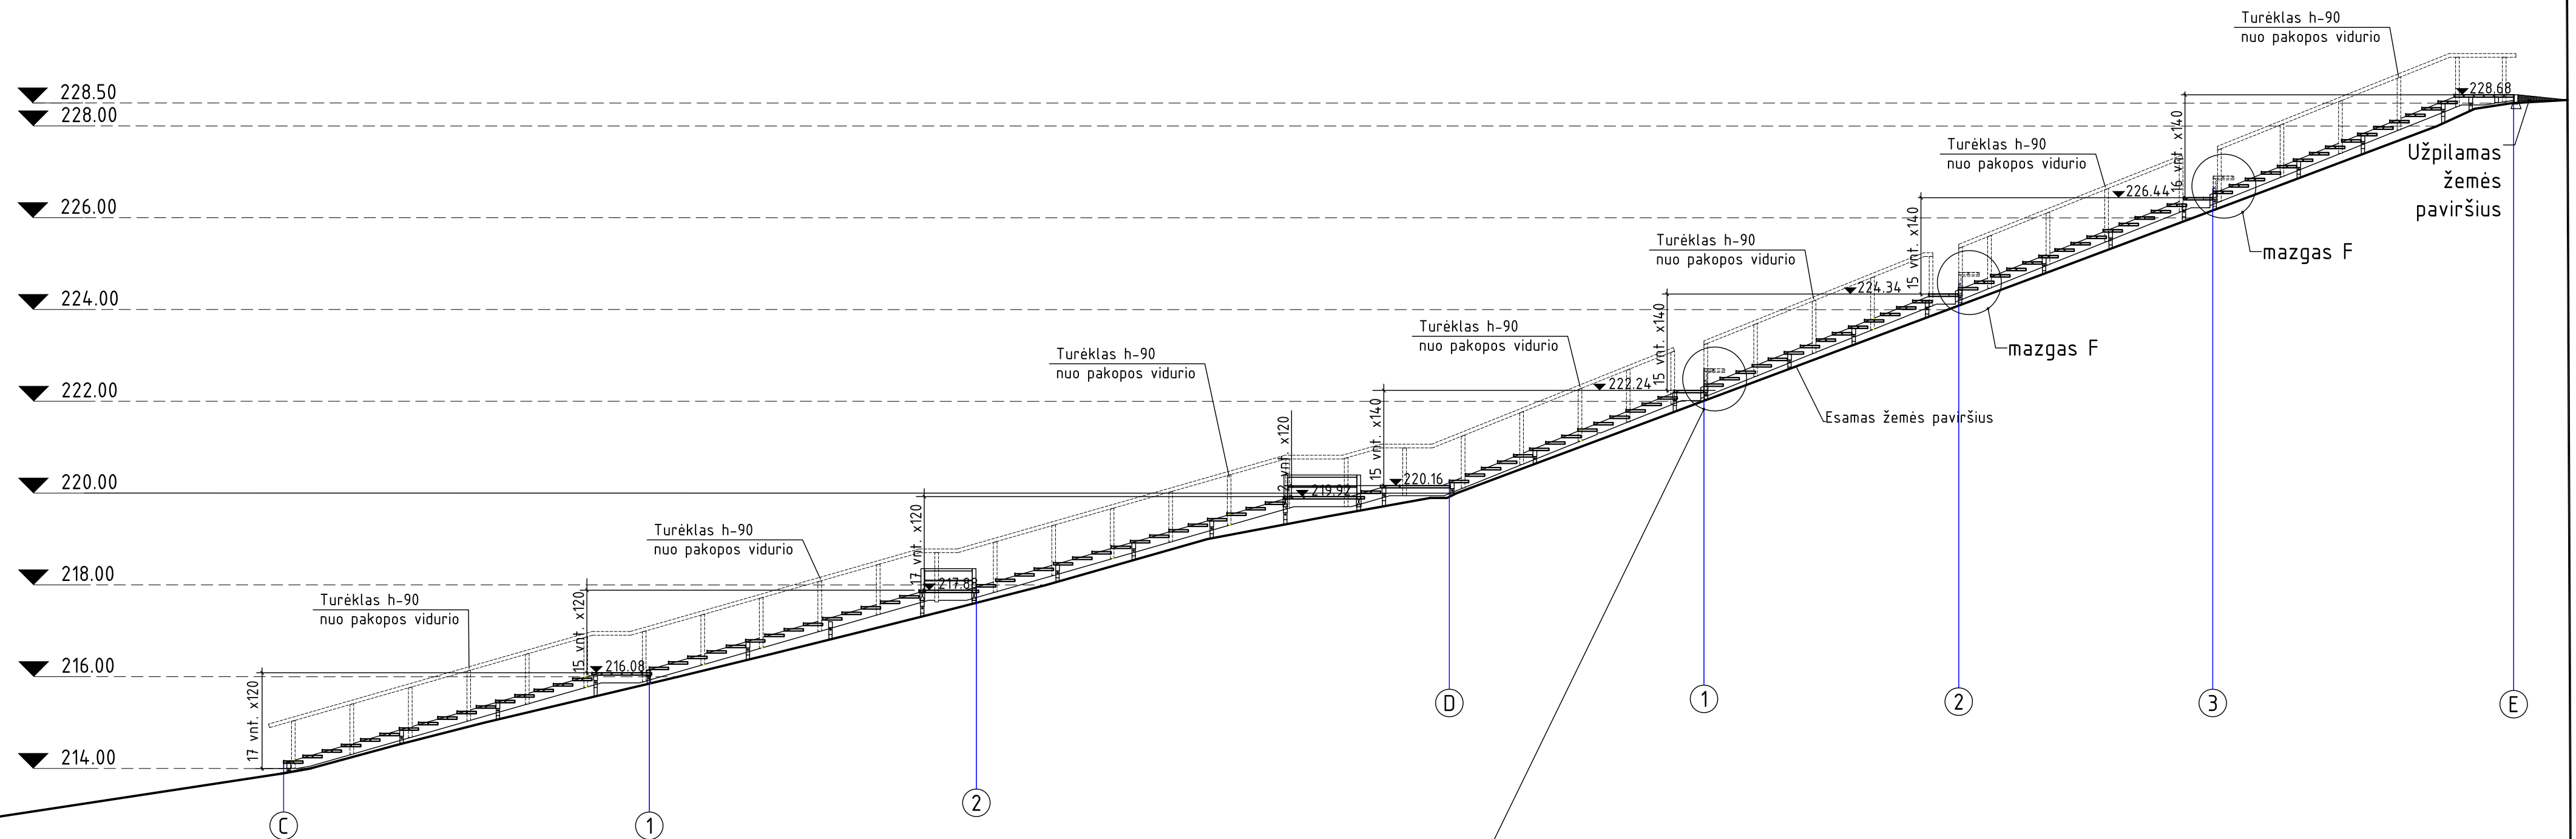 Turėklas h-90
nuo pakopos vidurio
228.50
228.00
226.00
224.00
222.00
220.00
218.00
216.00
214.00
228.68
16 vnt. x140
Užpilamas
žemės
paviršius
mazgas F
Turėklas h-90
nuo pakopos vidurio
226.44
15 vnt. x140
mazgas F
Turėklas h-90
nuo pakopos vidurio
224.34
15 vnt. x140
Esamas žemės paviršius
Turėklas h-90
nuo pakopos vidurio
222.24
15 vnt. x140
220.16
Turėklas h-90
nuo pakopos vidurio
2 vnt. x120
219.92
17 vnt. x120
217.82
Turėklas h-90
nuo pakopos vidurio
15 vnt. x120
216.08
Turėklas h-90
nuo pakopos vidurio
17 vnt. x120
C
1
2
D
1
2
3
E